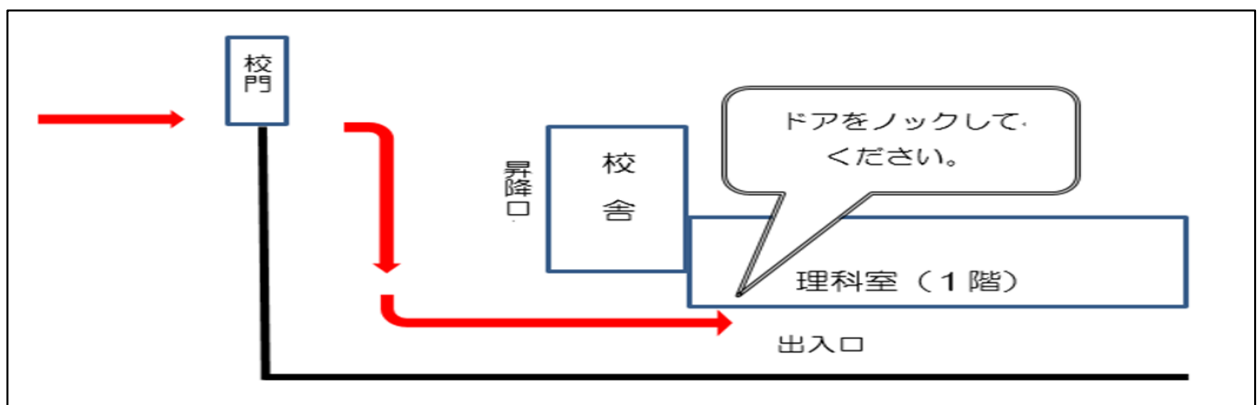 校門
ドアをノックして
ください。
校舎
昇降口
理科室（１階）
出入口